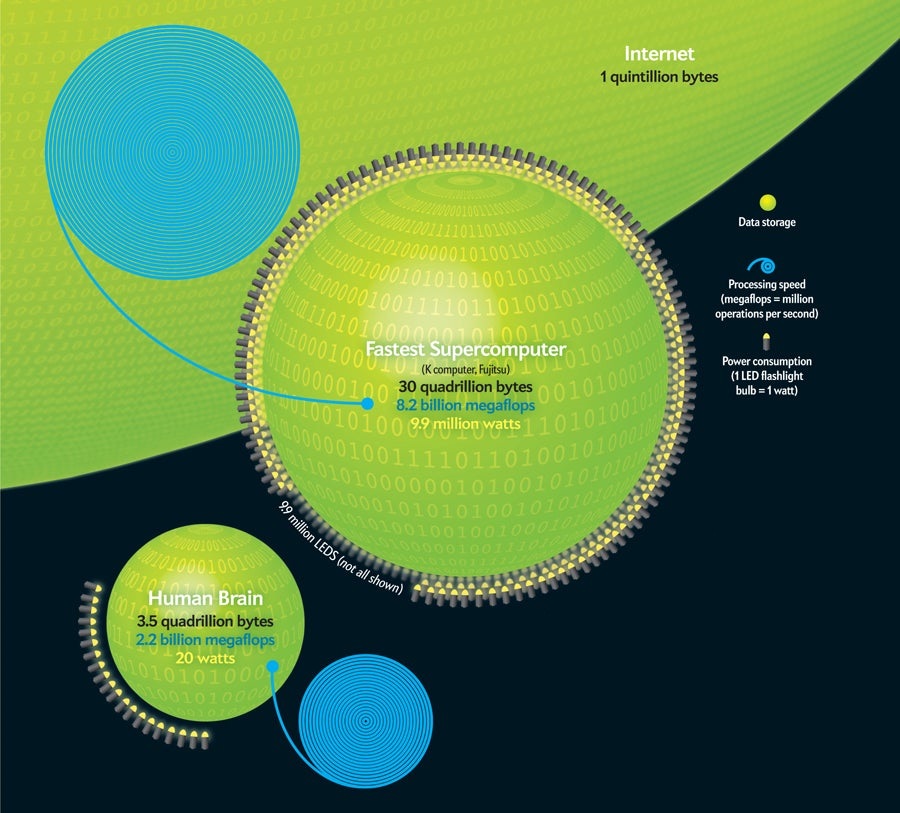 Internet
1 quintillion bytes
Data storage
Processing speed
(megaflops = million
operations per second)
Power consumption
(1 LED flashlight
bulb = 1 watt)
Fastest Supercomputer
(K computer, Fujitsu)
30 quadrillion bytes
8.2 billion megaflops
9.9 million watts
9.9 million LEDS (not all shown)
Human Brain
3.5 quadrillion bytes
2.2 billion megaflops
20 watts